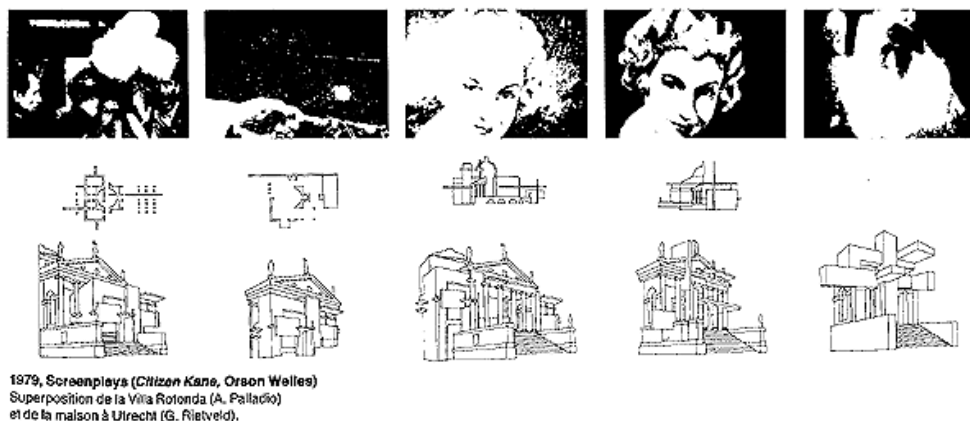 1979, Screenplays (Citizen Kane, Orson Welles)
Superposition de la Villa Rotonda (A. Palladio)
et de la maison à Utrecht (G. Rietveld).